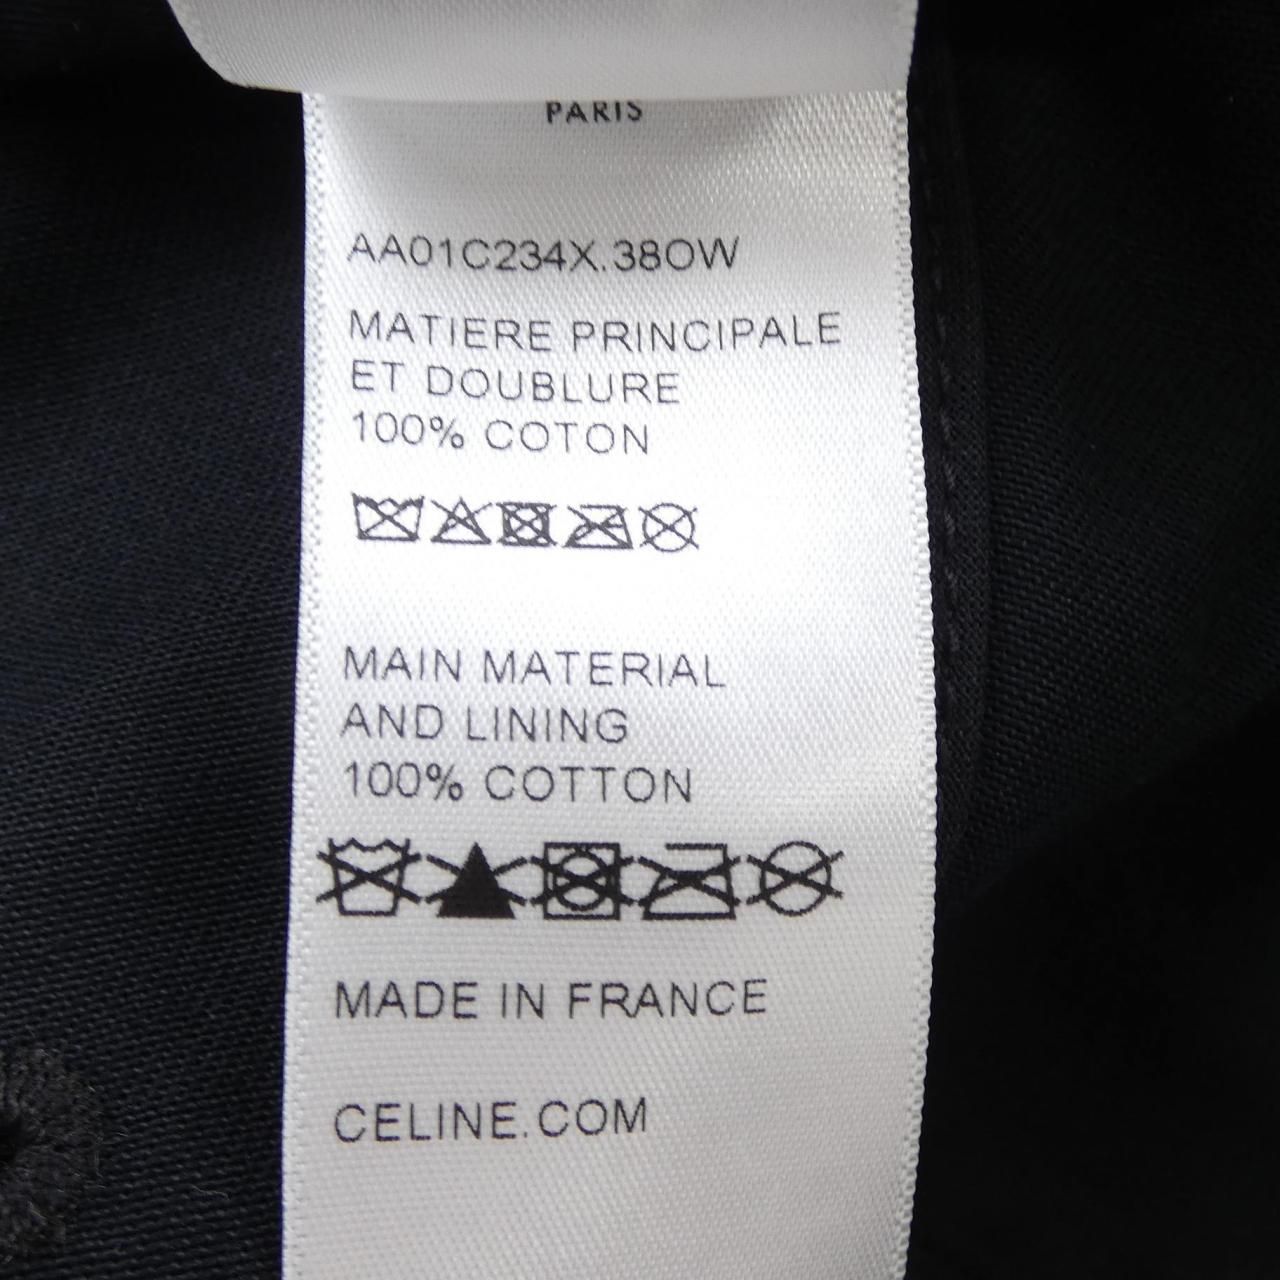 PARIS
AA01C234X.38OW
MATIERE PRINCIPALE
ET DOUBLURE
100% COTON
MAIN MATERIAL
AND LINING
100% COTTON
MADE IN FRANCE
CELINE.COM